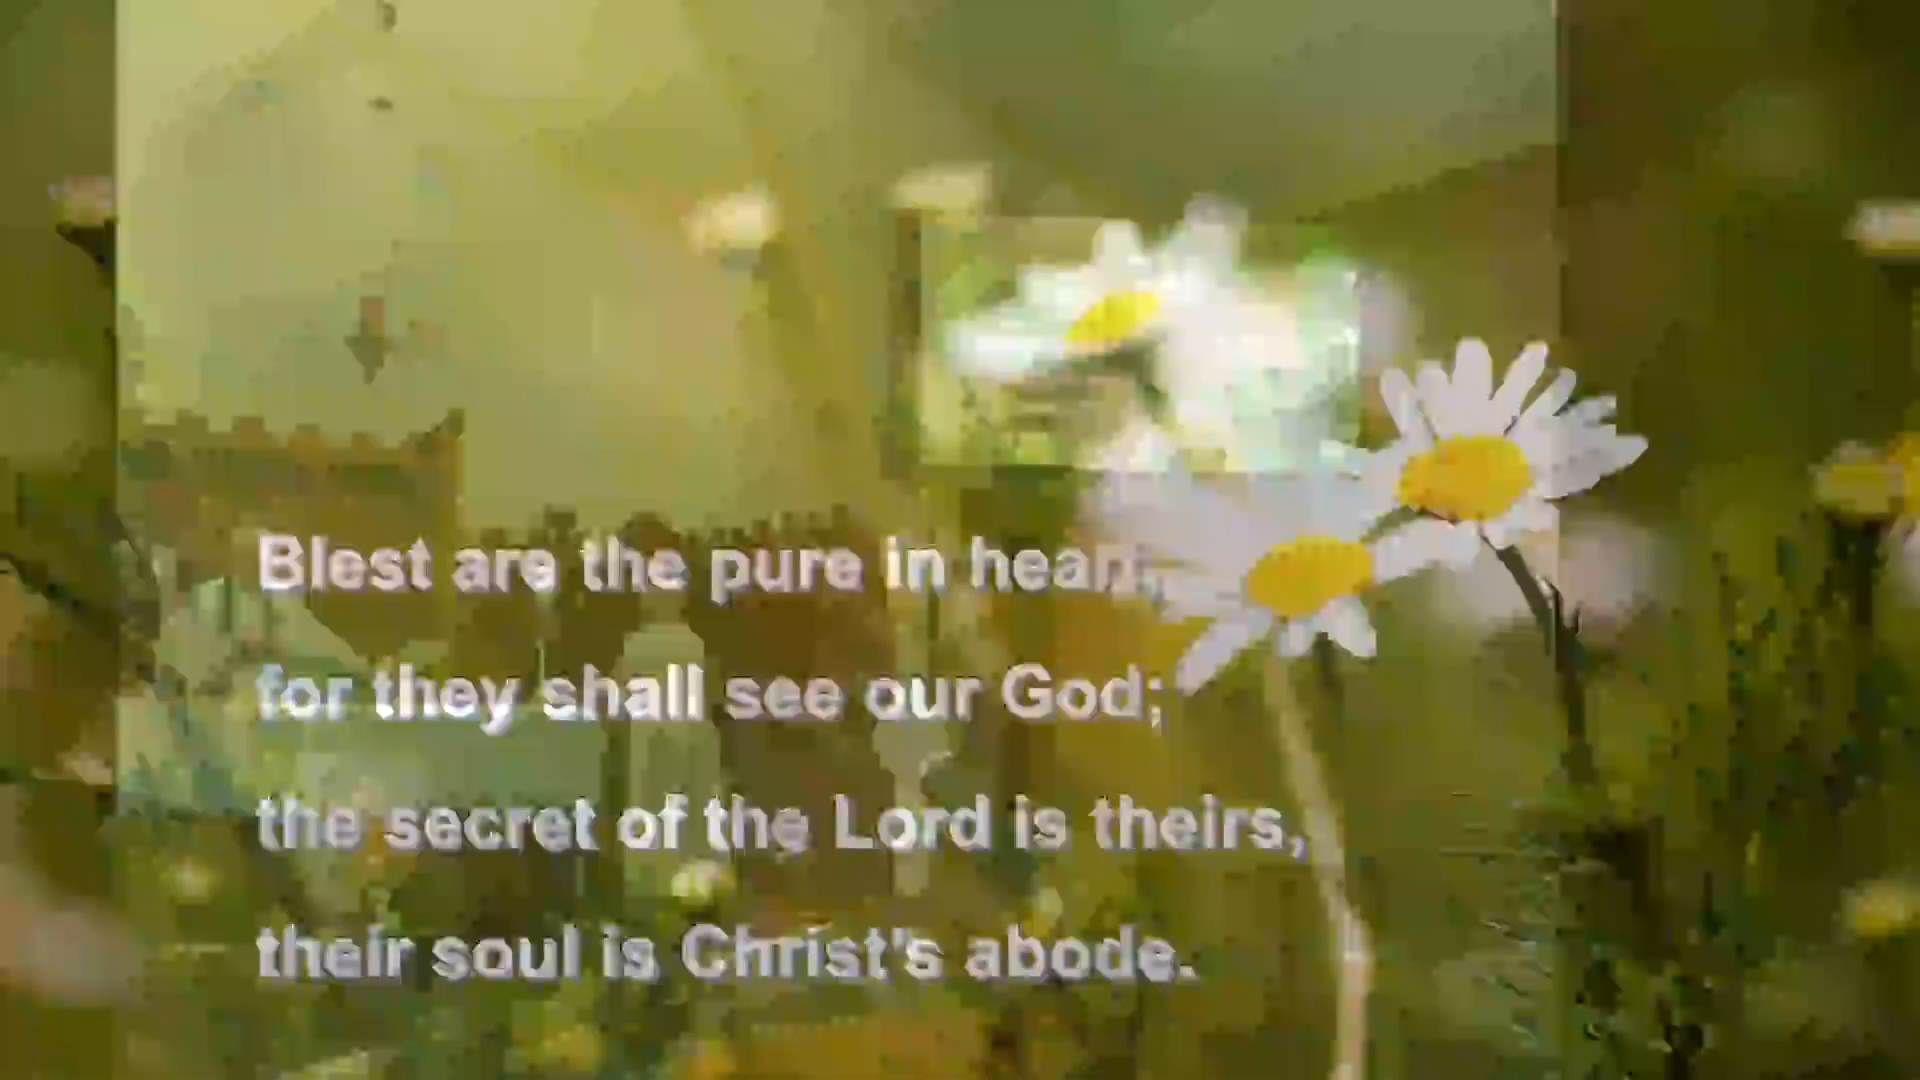 Blest are the pure in heart,
for they shall see our God;
the secret of the Lord is theirs,
their soul is Christ's abode.